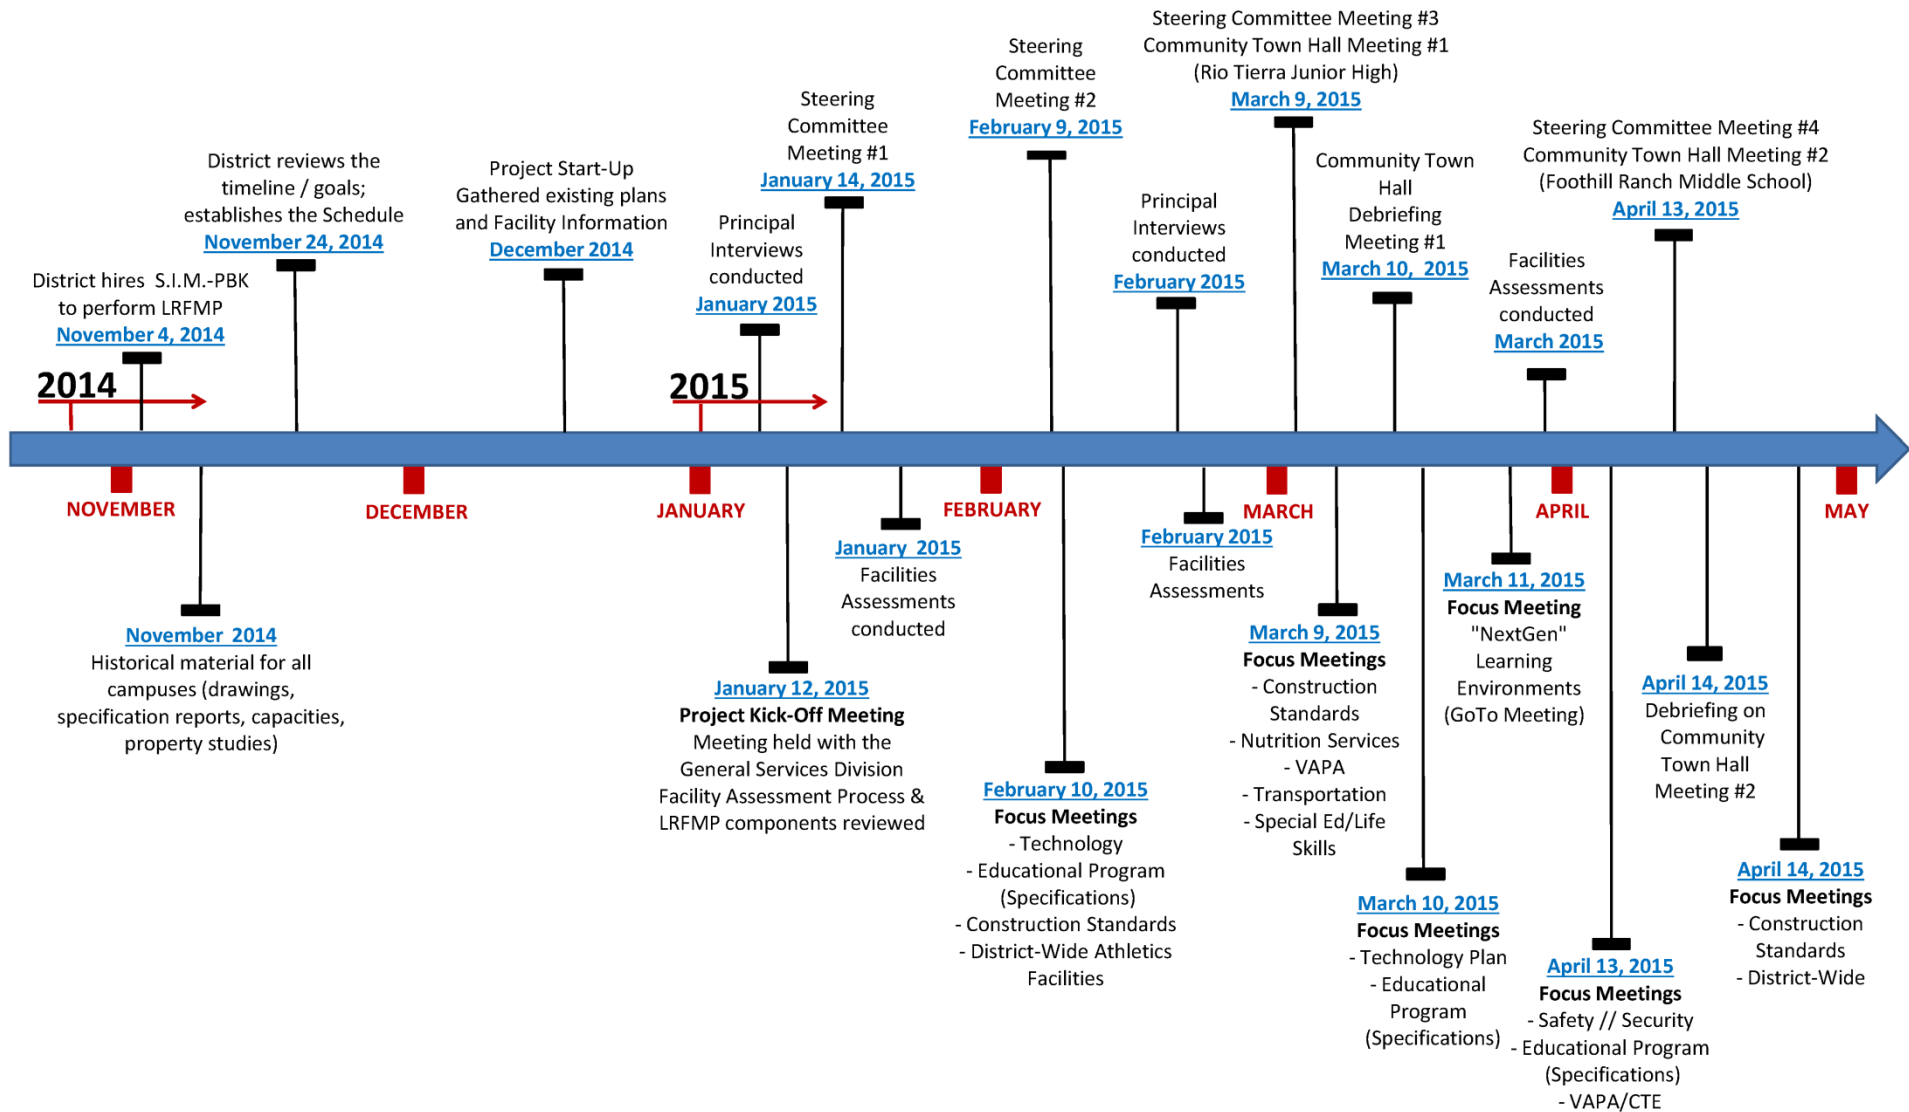 District hires S.I.M.-PBK
to perform LRFMP
November 4, 2014
District reviews the
timeline / goals;
establishes the Schedule
November 24, 2014
Project Start-Up
Gathered existing plans
and Facility Information
December 2014
Principal
Interviews
conducted
January 2015
Steering
Committee
Meeting #1
January 14, 2015
Steering
Committee
Meeting #2
February 9, 2015
Principal
Interviews
conducted
February 2015
Steering Committee Meeting #3
Community Town Hall Meeting #1
(Rio Tierra Junior High)
March 9, 2015
Community Town
Hall
Debriefing
Meeting #1
March 10, 2015
Facilities
Assessments
conducted
March 2015
Steering Committee Meeting #4
Community Town Hall Meeting #2
(Foothill Ranch Middle School)
April 13, 2015
2014
2015
NOVEMBER
DECEMBER
JANUARY
FEBRUARY
MARCH
APRIL
MAY
November 2014
Historical material for all
campuses (drawings,
specification reports, capacities,
property studies)
January 12, 2015
Project Kick-Off Meeting
Meeting held with the
General Services Division
Facility Assessment Process &
LRFMP components reviewed
January 2015
Facilities
Assessments
conducted
February 10, 2015
Focus Meetings
- Technology
- Educational Program
(Specifications)
- Construction Standards
- District-Wide Athletics
Facilities
February 2015
Facilities
Assessments
March 9, 2015
Focus Meetings
- Construction
Standards
- Nutrition Services
- VAPA
- Transportation
- Special Ed/Life
Skills
March 10, 2015
Focus Meetings
- Technology Plan
- Educational
Program
(Specifications)
March 11, 2015
Focus Meeting
"NextGen"
Learning
Environments
(GoTo Meeting)
April 13, 2015
Focus Meetings
- Safety // Security
- Educational Program
(Specifications)
- VAPA/CTE
April 14, 2015
Debriefing on
Community
Town Hall
Meeting #2
April 14, 2015
Focus Meetings
- Construction
Standards
- District-Wide